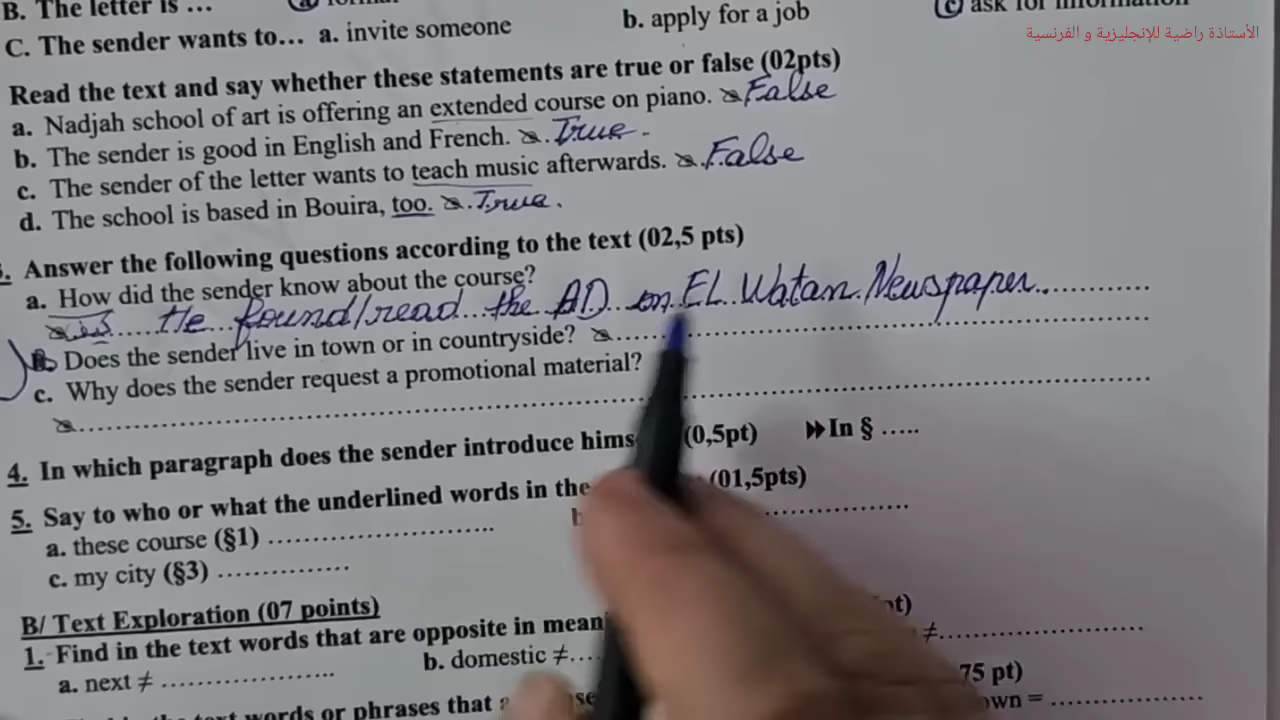 B. The letter is ... ⓐ formal
C. The sender wants to... a. invite someone b. apply for a job ⓒ ask for information
الأستاذة راضية للإنجليزية و الفرنسية
Read the text and say whether these statements are true or false (02pts)
a. Nadjah school of art is offering an extended course on piano. False
b. The sender is good in English and French. True.
c. The sender of the letter wants to teach music afterwards. False
d. The school is based in Bouira, too. True.
Answer the following questions according to the text (02,5 pts)
a. How did the sender know about the course?
كيف He found/read the AD on EL Watan Newspaper
b. Does the sender live in town or in countryside?
c. Why does the sender request a promotional material?
4. In which paragraph does the sender introduce hims (0,5pt) In § .....
5. Say to who or what the underlined words in the (01,5pts)
a. these course (§1) ........................
c. my city (§3) ..............
B/ Text Exploration (07 points)
1. Find in the text words that are opposite in mean
a. next ≠ .................... b. domestic ≠.... ≠........................
words or phrases that 75 pt)
own = ..................